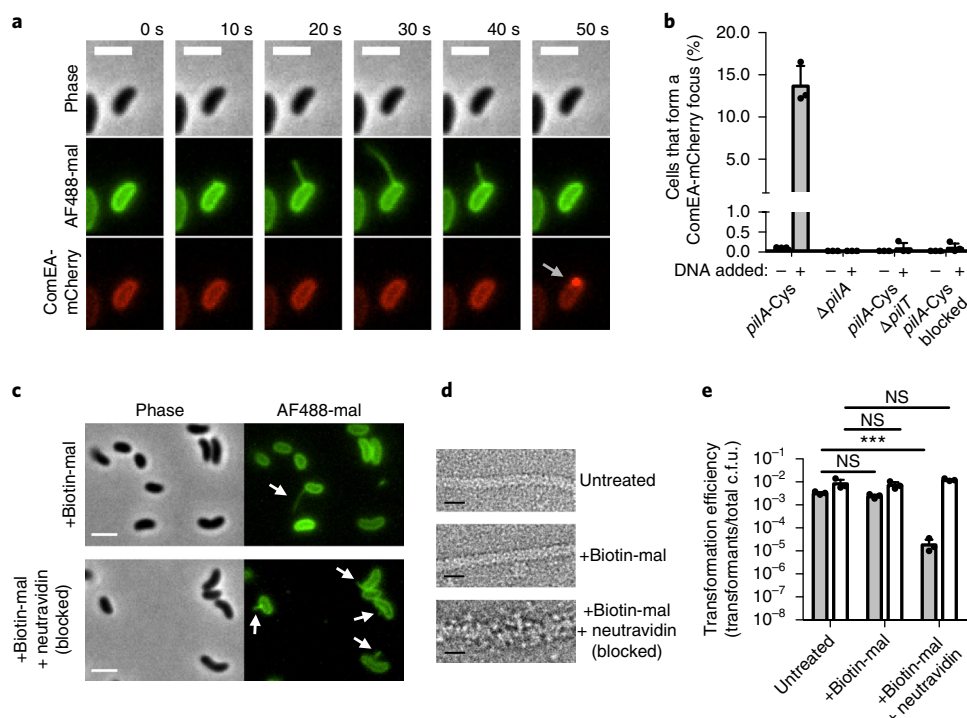 a
0 s 10 s 20 s 30 s 40 s 50 s
Phase
AF488-mal
ComEA-
mCherry
b
Cells that form a
ComEA-mCherry focus (%)
20.0
15.0
10.0
5.0
1.0
0.5
0.0
DNA added: − + − + − + − +
pilA-Cys
ΔpilA
pilA-Cys
ΔpilT
pilA-Cys
blocked
c
Phase AF488-mal
+Biotin-mal
+Biotin-mal
+ neutravidin
(blocked)
d
Untreated
+Biotin-mal
+Biotin-mal
+ neutravidin
(blocked)
e
NS
NS
***
NS
Transformation efficiency
(transformants/total c.f.u.)
10⁻¹
10⁻²
10⁻³
10⁻⁴
10⁻⁵
10⁻⁶
10⁻⁷
10⁻⁸
Untreated
+Biotin-mal
+Biotin-mal
+ neutravidin